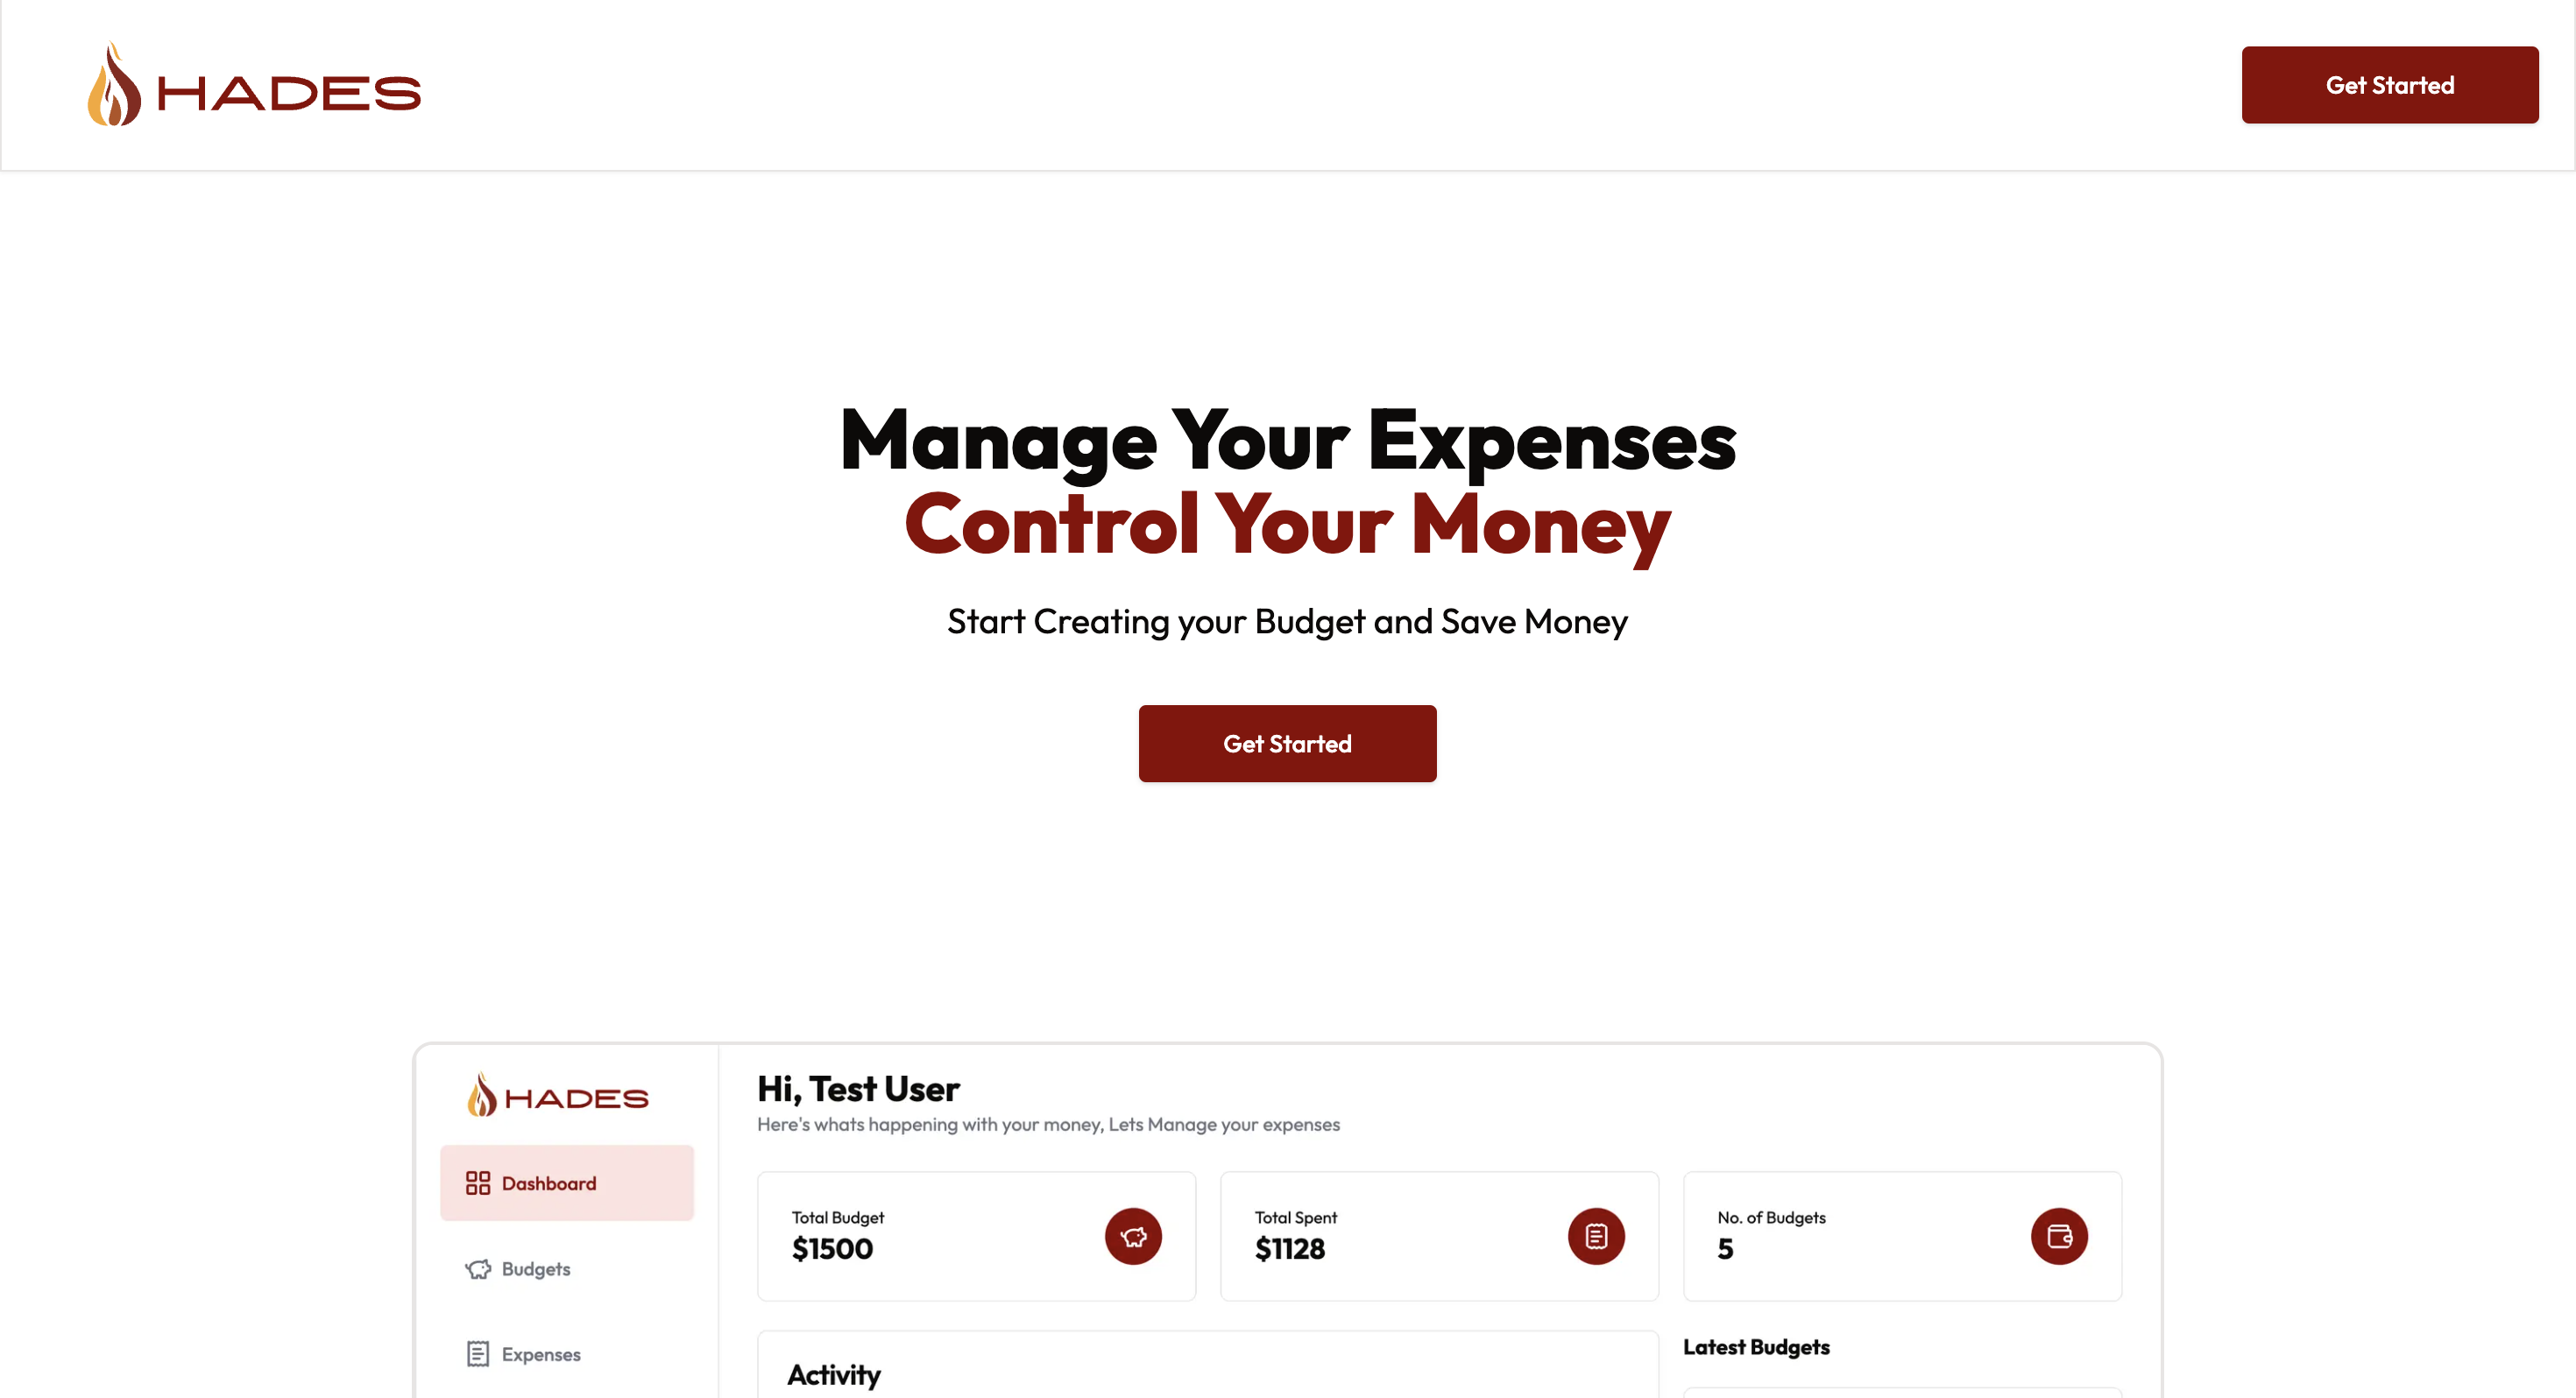 HADES
Get Started
Manage Your Expenses
Control Your Money
Start Creating your Budget and Save Money
Get Started
HADES
Dashboard
Budgets
Expenses
Hi, Test User
Here's whats happening with your money, Lets Manage your expenses
Total Budget
$1500
Total Spent
$1128
No. of Budgets
5
Activity
Latest Budgets